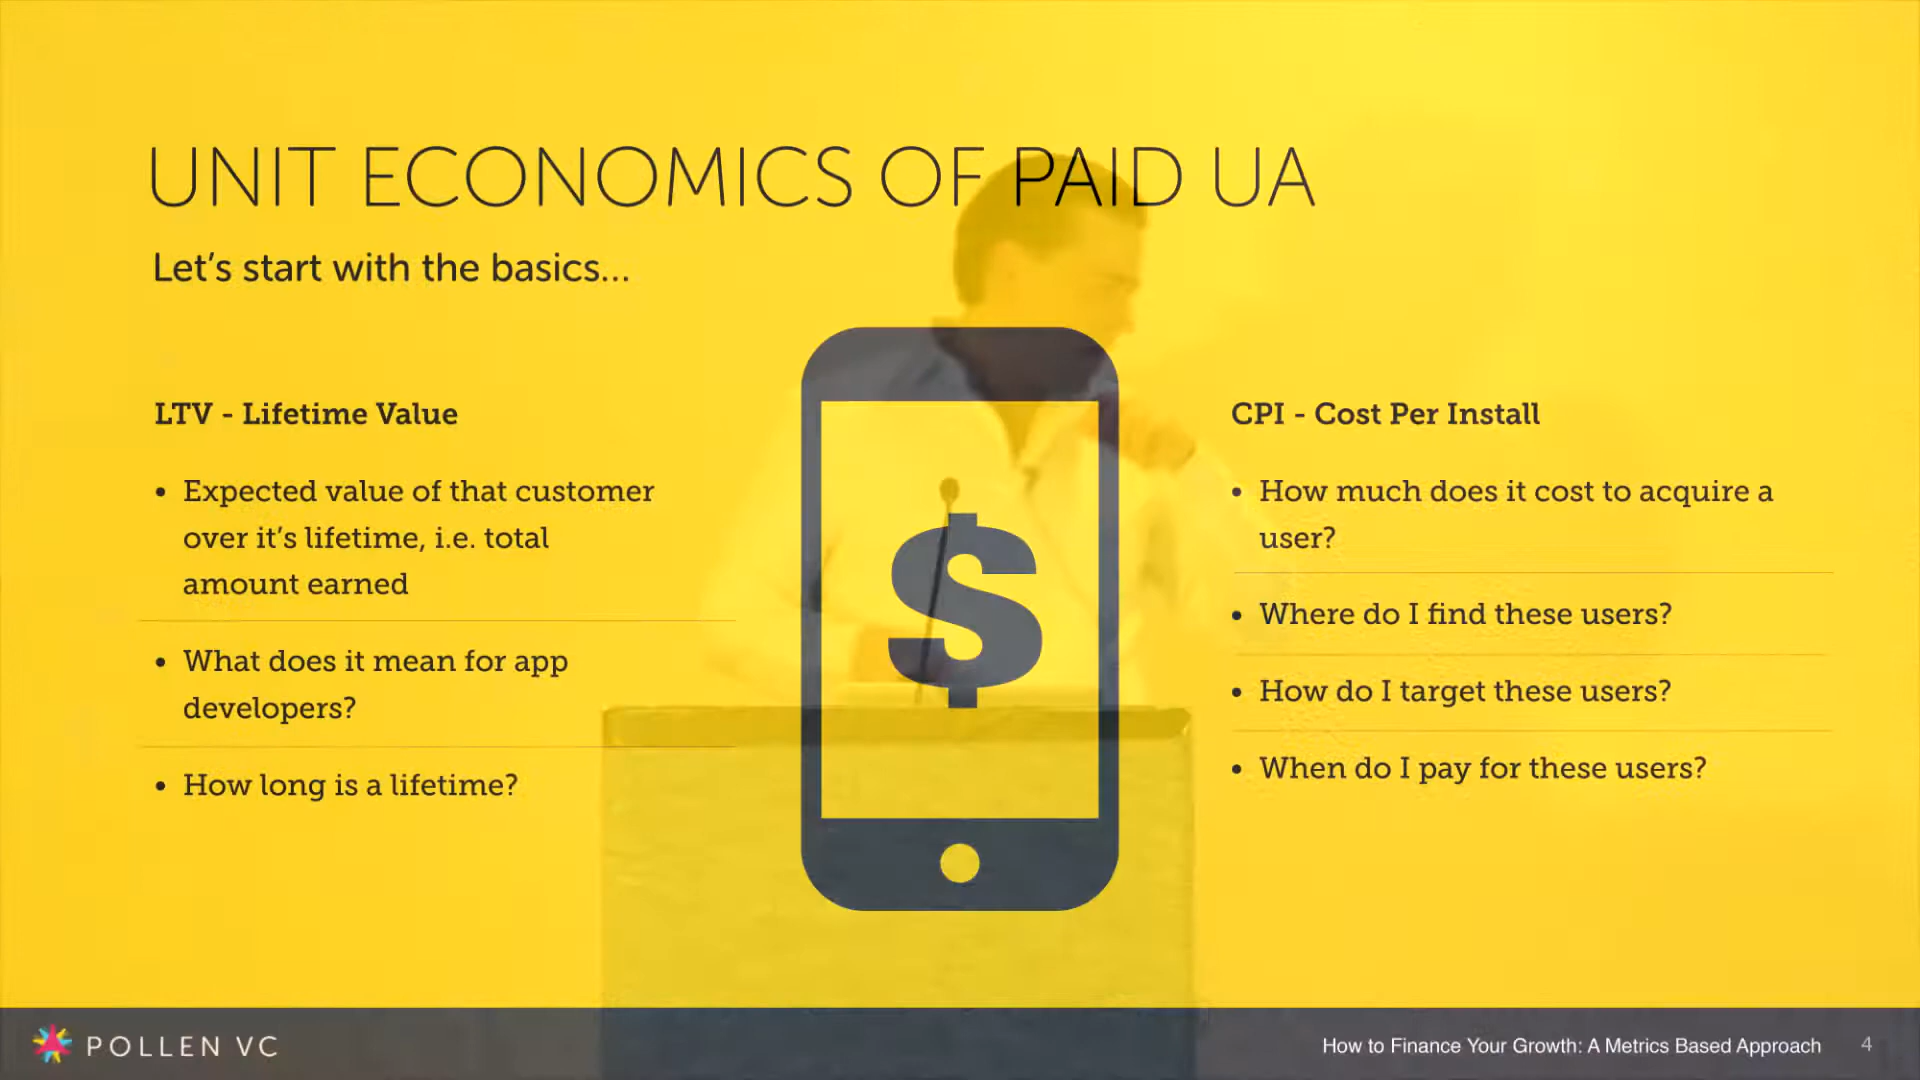 UNIT ECONOMICS OF PAID UA
Let's start with the basics...
LTV - Lifetime Value
• Expected value of that customer
over it's lifetime, i.e. total
amount earned
• What does it mean for app
developers?
• How long is a lifetime?
$
CPI - Cost Per Install
• How much does it cost to acquire a
user?
• Where do I find these users?
• How do I target these users?
• When do I pay for these users?
POLLEN VC
How to Finance Your Growth: A Metrics Based Approach 4